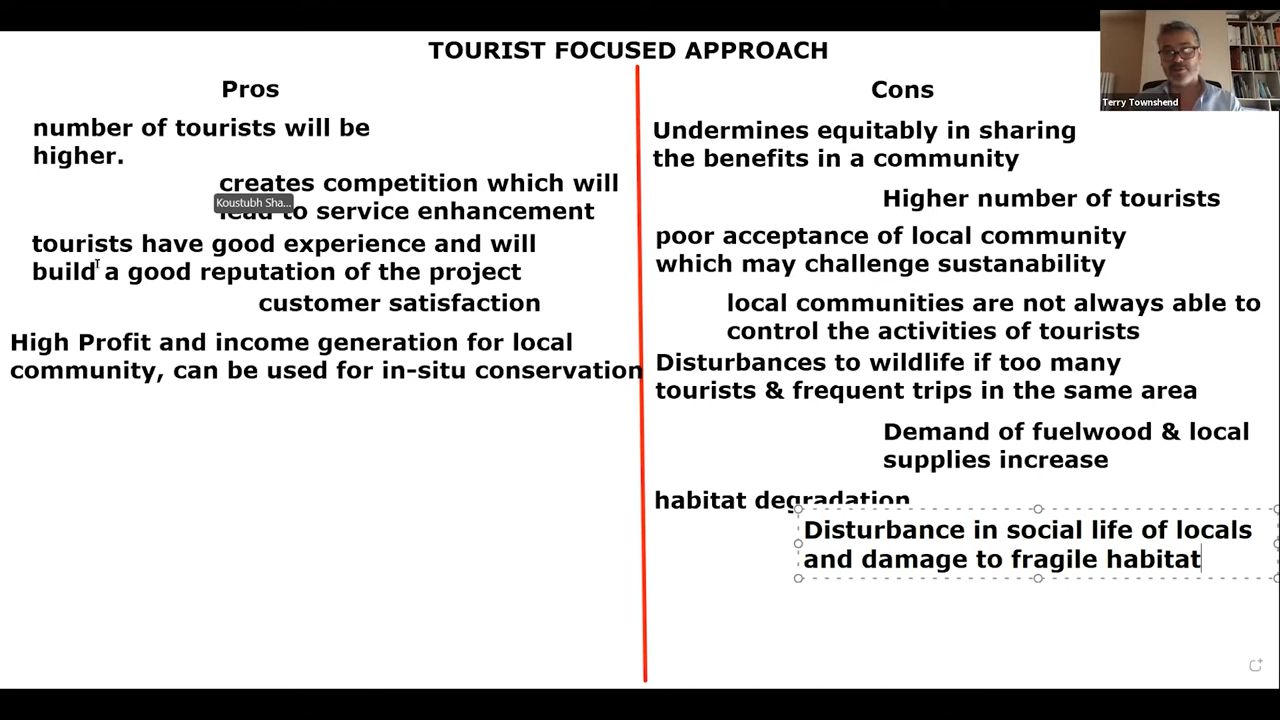 TOURIST FOCUSED APPROACH
Pros
number of tourists will be
higher.
creates competition which will
Koustubh Sha...
lead to service enhancement
tourists have good experience and will
build a good reputation of the project
customer satisfaction
High Profit and income generation for local
community, can be used for in-situ conservation
Cons
Undermines equitably in sharing
the benefits in a community
Higher number of tourists
poor acceptance of local community
which may challenge sustanability
local communities are not always able to
control the activities of tourists
Disturbances to wildlife if too many
tourists & frequent trips in the same area
Demand of fuelwood & local
supplies increase
habitat degradation
Disturbance in social life of locals
and damage to fragile habitat
Terry Townshend